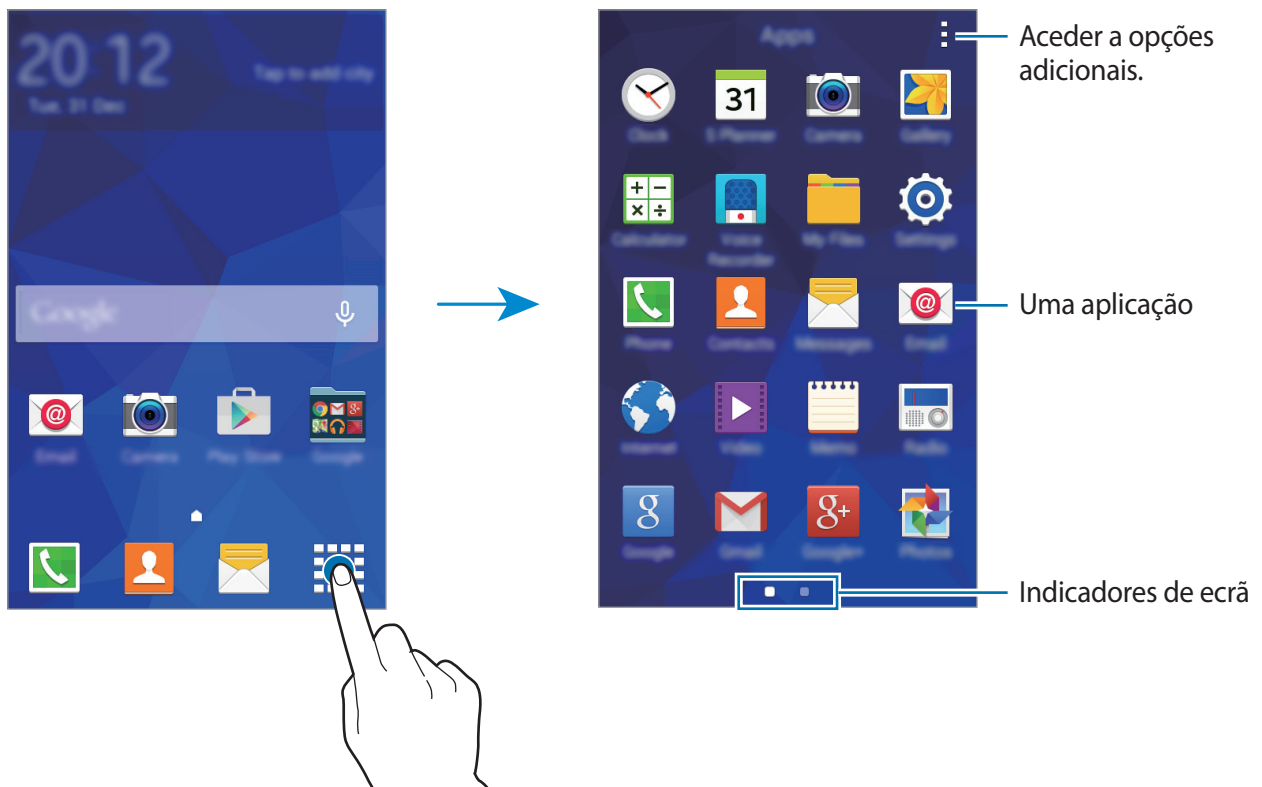 20:12
Tap to add city
Tue, 31 Dec
Google
Email
Camera
Play Store
Google
Apps
31
Clock
S Planner
Camera
Gallery
Calculator
Voice
Recorder
My Files
Settings
Phone
Contacts
Messages
Email
Internet
Video
Memo
Radio
Google
Gmail
Google+
Photos
Aceder a opções
adicionais.
Uma aplicação
Indicadores de ecrã